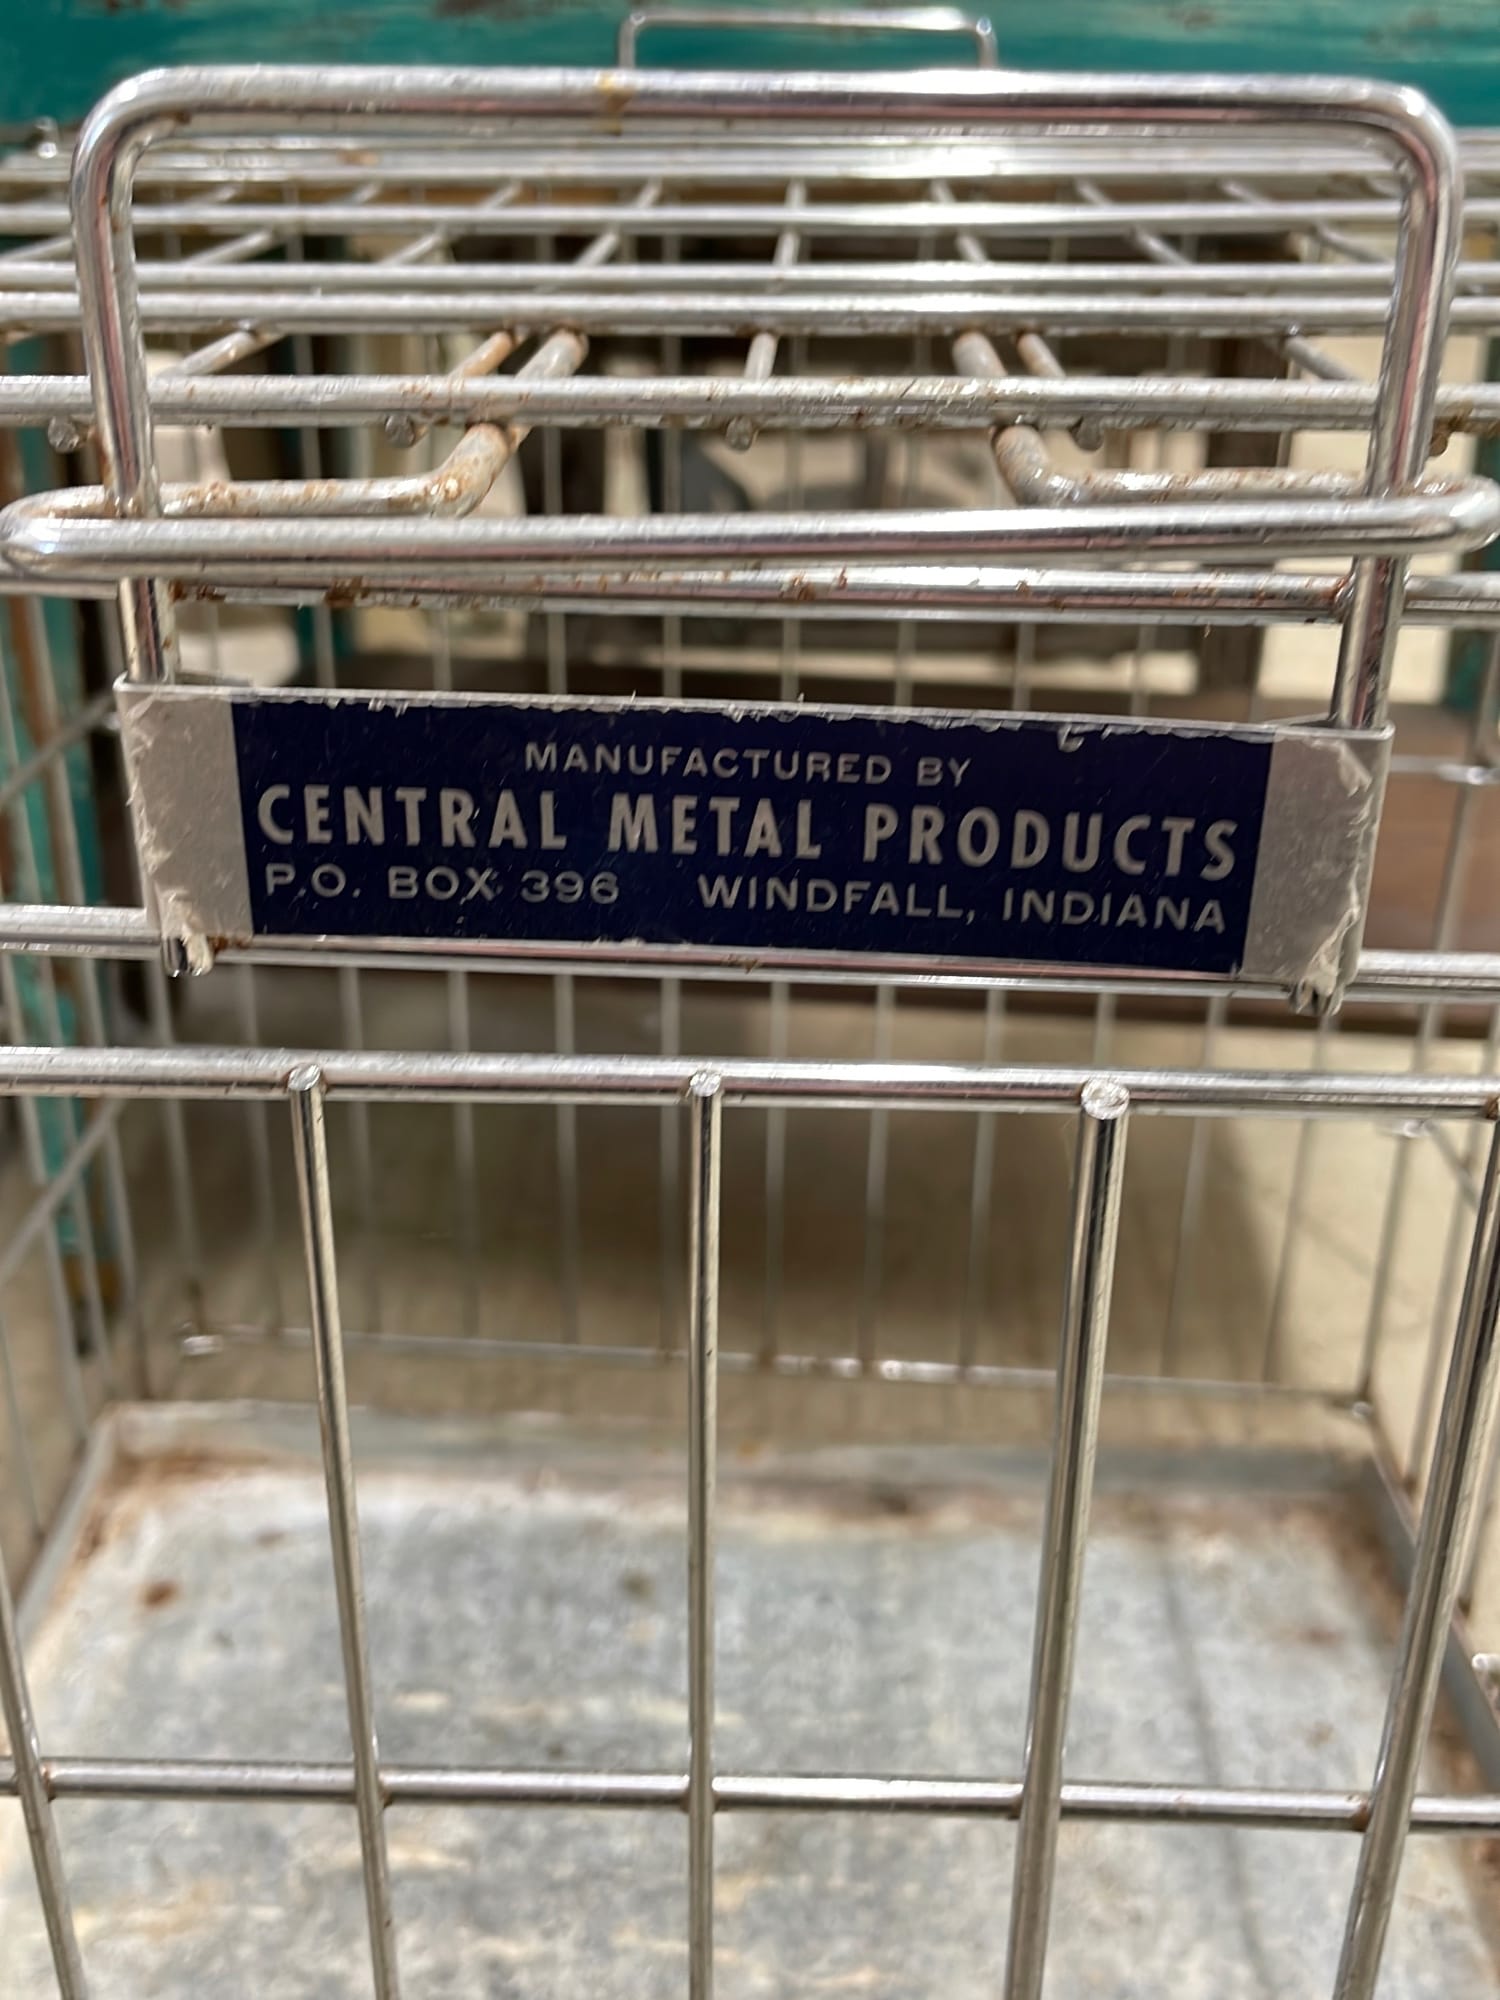 MANUFACTURED BY
CENTRAL METAL PRODUCTS
P.O. BOX 396 WINDFALL, INDIANA